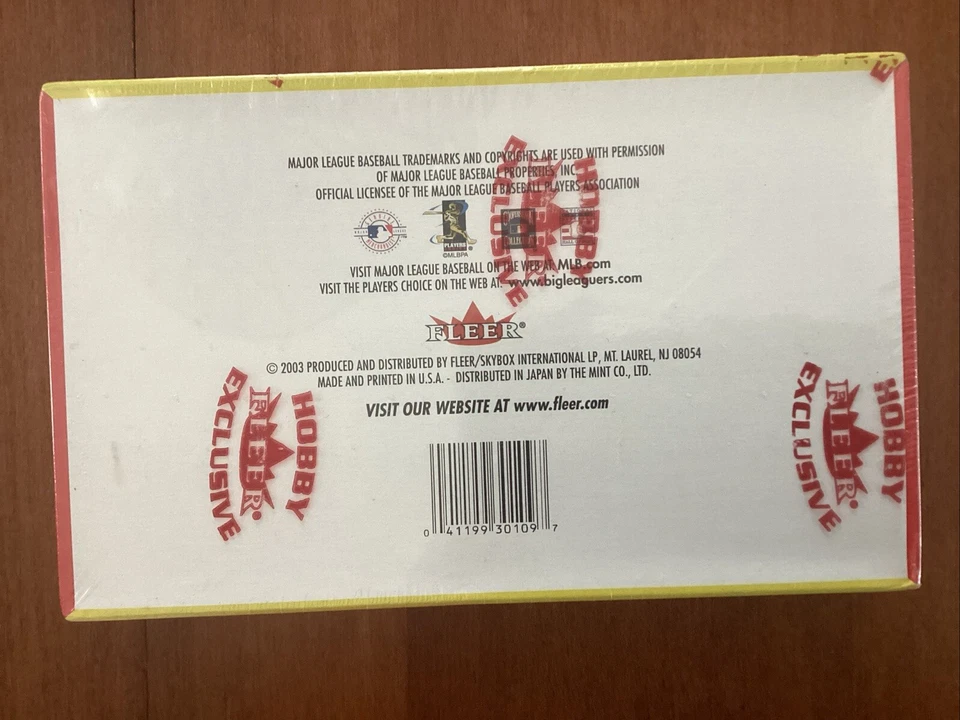 MAJOR LEAGUE BASEBALL TRADEMARKS AND COPYRIGHTS ARE USED WITH PERMISSION
OF MAJOR LEAGUE BASEBALL PROPERTIES, INC.
OFFICIAL LICENSEE OF THE MAJOR LEAGUE BASEBALL PLAYERS ASSOCIATION
PLAYERS
©MLBPA
VISIT MAJOR LEAGUE BASEBALL ON THE WEB AT: MLB.com
VISIT THE PLAYERS CHOICE ON THE WEB AT: www.bigleaguers.com
HOBBY
FLEER
EXCLUSIVE
FLEER®
© 2003 PRODUCED AND DISTRIBUTED BY FLEER/SKYBOX INTERNATIONAL LP, MT. LAUREL, NJ 08054
MADE AND PRINTED IN U.S.A. - DISTRIBUTED IN JAPAN BY THE MINT CO., LTD.
VISIT OUR WEBSITE AT www.fleer.com
HOBBY
FLEER®
EXCLUSIVE
HOBBY
FLEER®
EXCLUSIVE
0 41199 30109 7